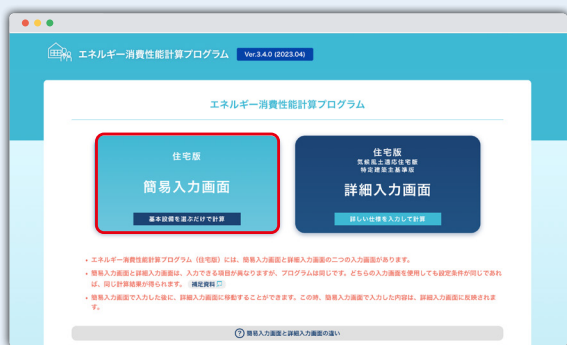 エネルギー消費性能計算プログラム Ver.3.4.0 (2023.04)
エネルギー消費性能計算プログラム
住宅版
簡易入力画面
基本設備を選ぶだけで計算
住宅版
気候風土適応住宅版
特定建築主基準版
詳細入力画面
詳しい仕様を入力して計算
• エネルギー消費性能計算プログラム（住宅版）には、簡易入力画面と詳細入力画面の二つの入力画面があります。
• 簡易入力画面と詳細入力画面は、入力できる項目が異なりますが、プログラムは同じです。どちらの入力画面を使用しても設定条件が同じであれ
ば、同じ計算結果が得られます。 補足資料
• 簡易入力画面で入力した後に、詳細入力画面に移動することができます。この時、簡易入力画面で入力した内容は、詳細入力画面に反映されま
す。
? 簡易入力画面と詳細入力画面の違い